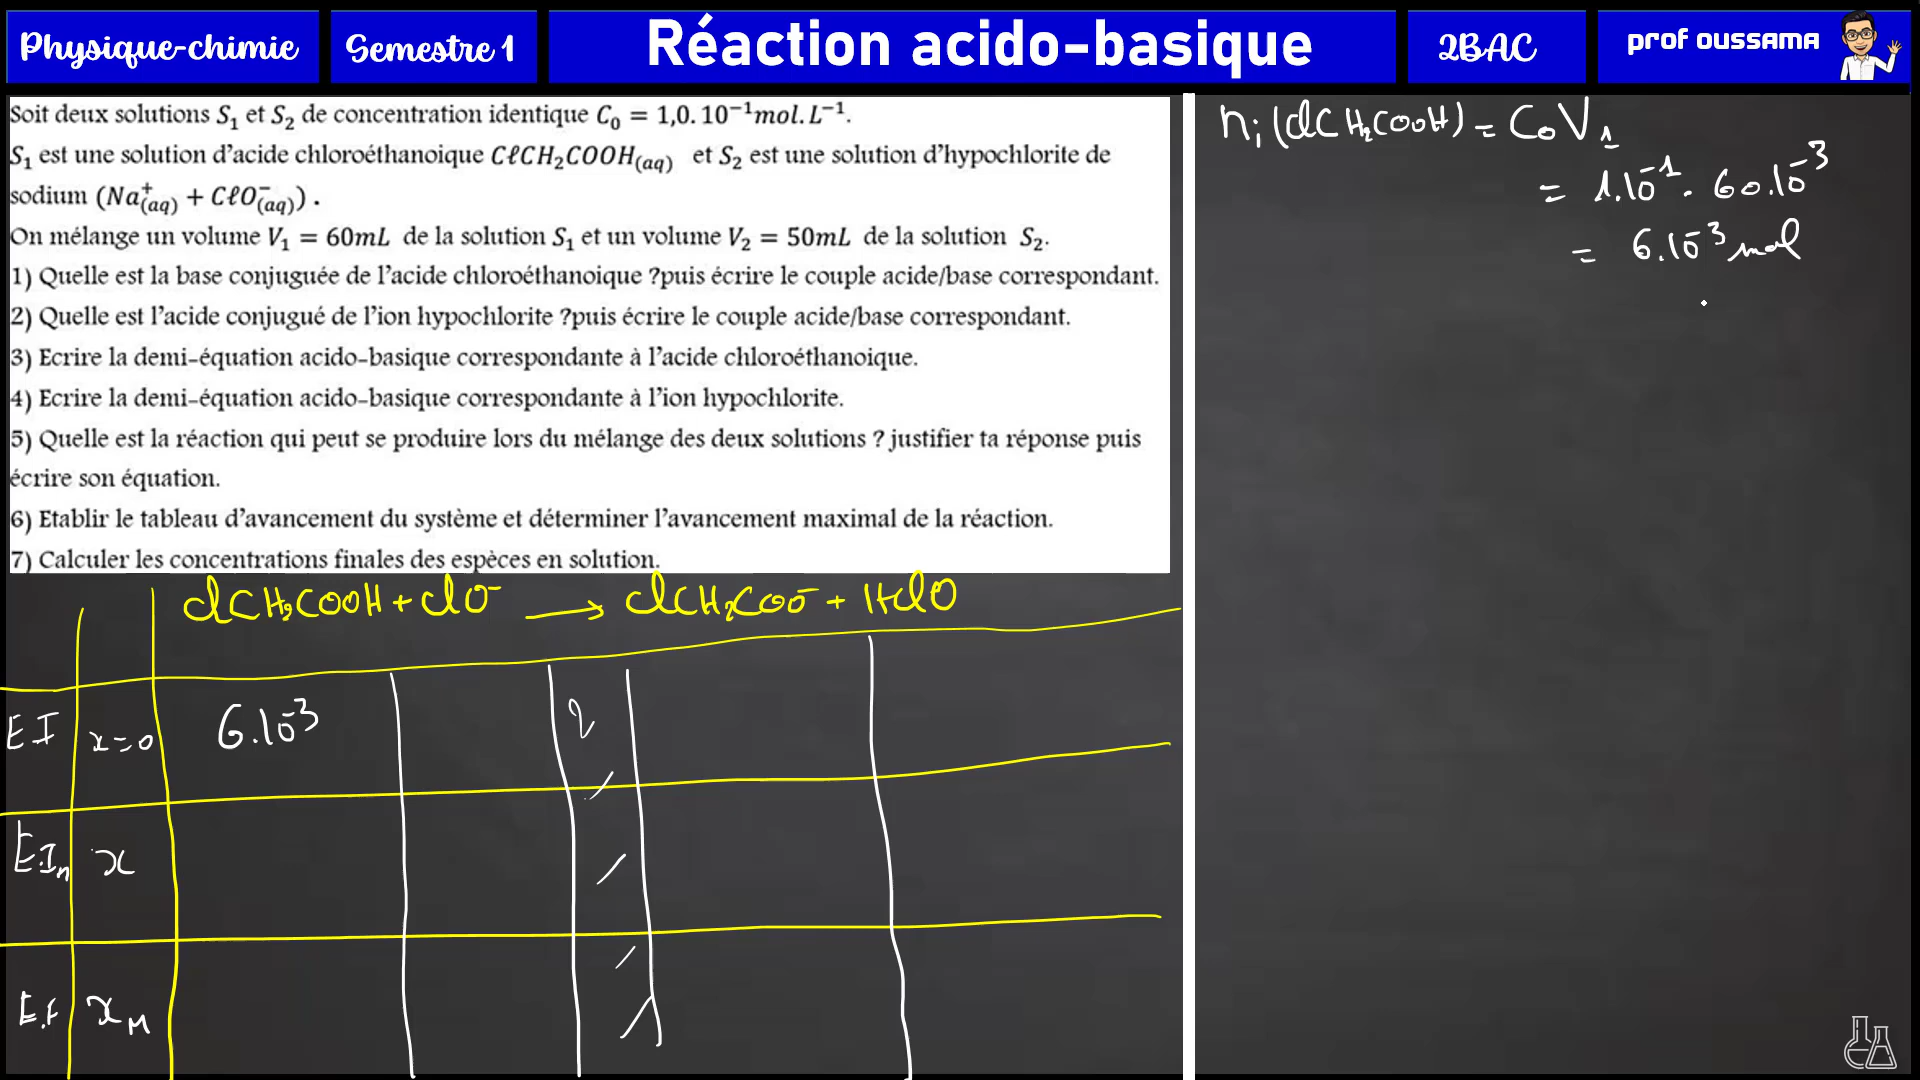 Physique-chimie
Semestre 1
Réaction acido-basique
2BAC
prof OUSSAMA
Soit deux solutions S₁ et S₂ de concentration identique C₀ = 1,0.10⁻¹mol.L⁻¹.
S₁ est une solution d'acide chloroéthanoique CℓCH₂COOH(aq) et S₂ est une solution d'hypochlorite de
sodium (Na⁺(aq) + CℓO⁻(aq)) .
On mélange un volume V₁ = 60mL de la solution S₁ et un volume V₂ = 50mL de la solution S₂.
1) Quelle est la base conjuguée de l'acide chloroéthanoique ?puis écrire le couple acide/base correspondant.
2) Quelle est l'acide conjugué de l'ion hypochlorite ?puis écrire le couple acide/base correspondant.
3) Ecrire la demi-équation acido-basique correspondante à l'acide chloroéthanoique.
4) Ecrire la demi-équation acido-basique correspondante à l'ion hypochlorite.
5) Quelle est la réaction qui peut se produire lors du mélange des deux solutions ? justifier ta réponse puis
écrire son équation.
6) Etablir le tableau d'avancement du système et déterminer l'avancement maximal de la réaction.
7) Calculer les concentrations finales des espèces en solution.
ClCH₂COOH + ClO⁻ → ClCH₂COO⁻ + HClO
EI x=0 6.10⁻³
E.In x
E.F x_M
nᵢ(ClCH₂COOH) = C₀V₁
= 1.10⁻¹ . 60.10⁻³
= 6.10⁻³ mol